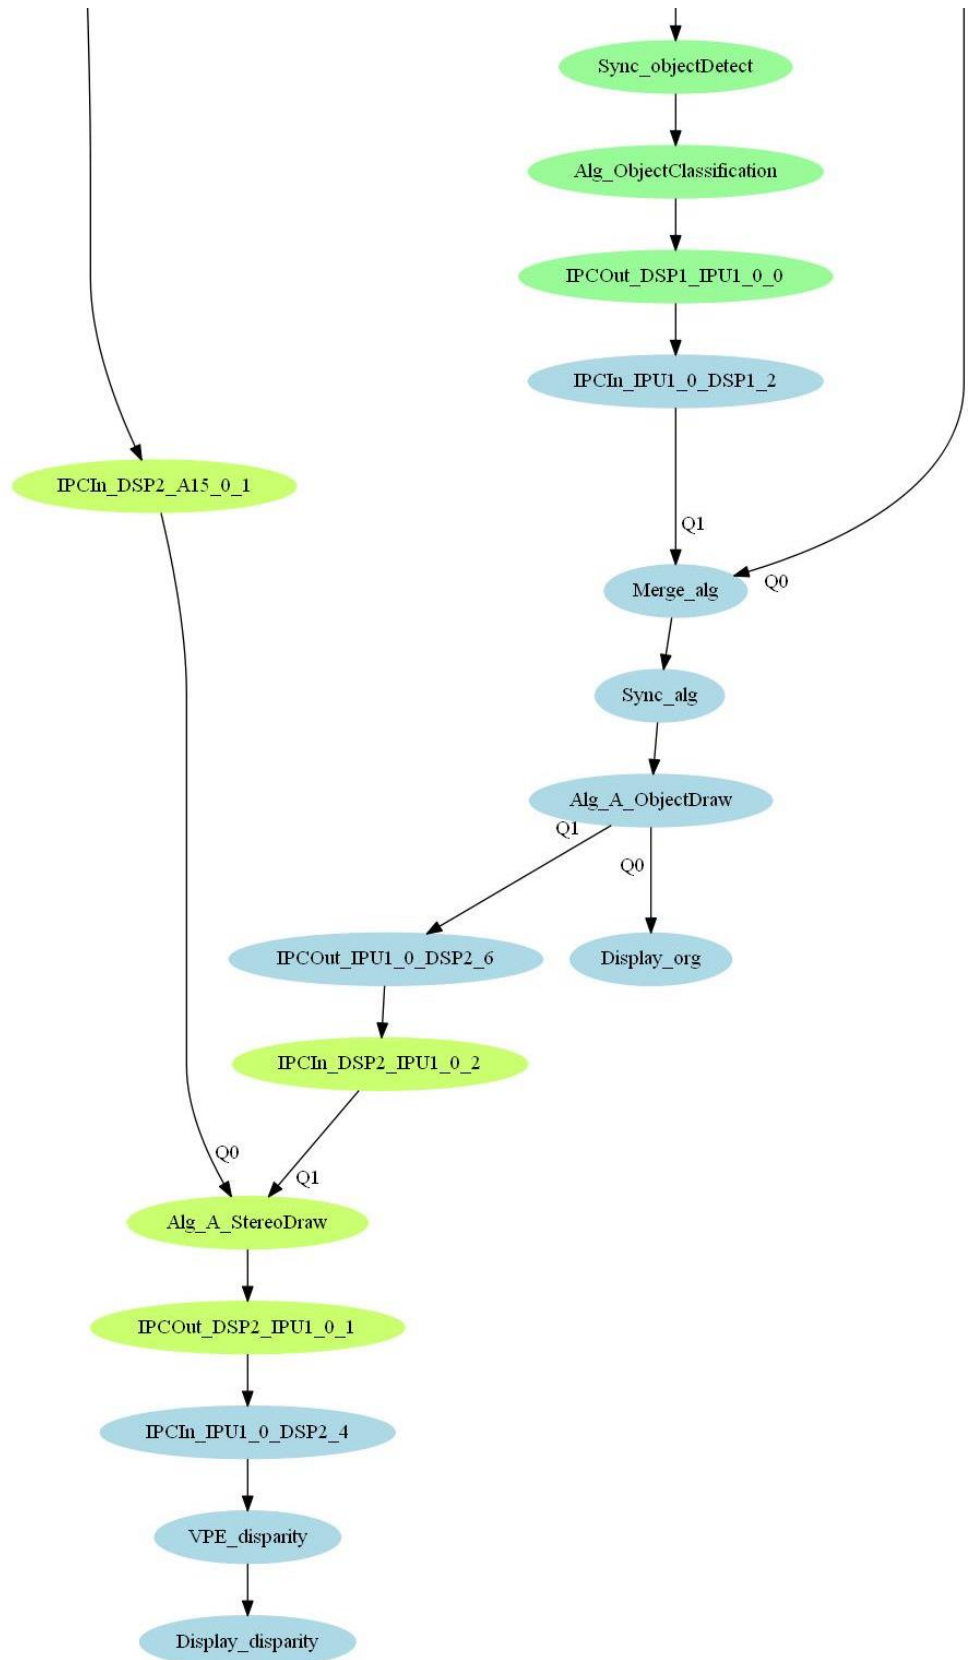 Sync_objectDetect
Alg_ObjectClassification
IPCOut_DSP1_IPU1_0_0
IPCIn_IPU1_0_DSP1_2
IPCIn_DSP2_A15_0_1
Q1
Q0
Merge_alg
Sync_alg
Alg_A_ObjectDraw
Q1
Q0
IPCOut_IPU1_0_DSP2_6
Display_org
IPCIn_DSP2_IPU1_0_2
Q0
Q1
Alg_A_StereoDraw
IPCOut_DSP2_IPU1_0_1
IPCIn_IPU1_0_DSP2_4
VPE_disparity
Display_disparity